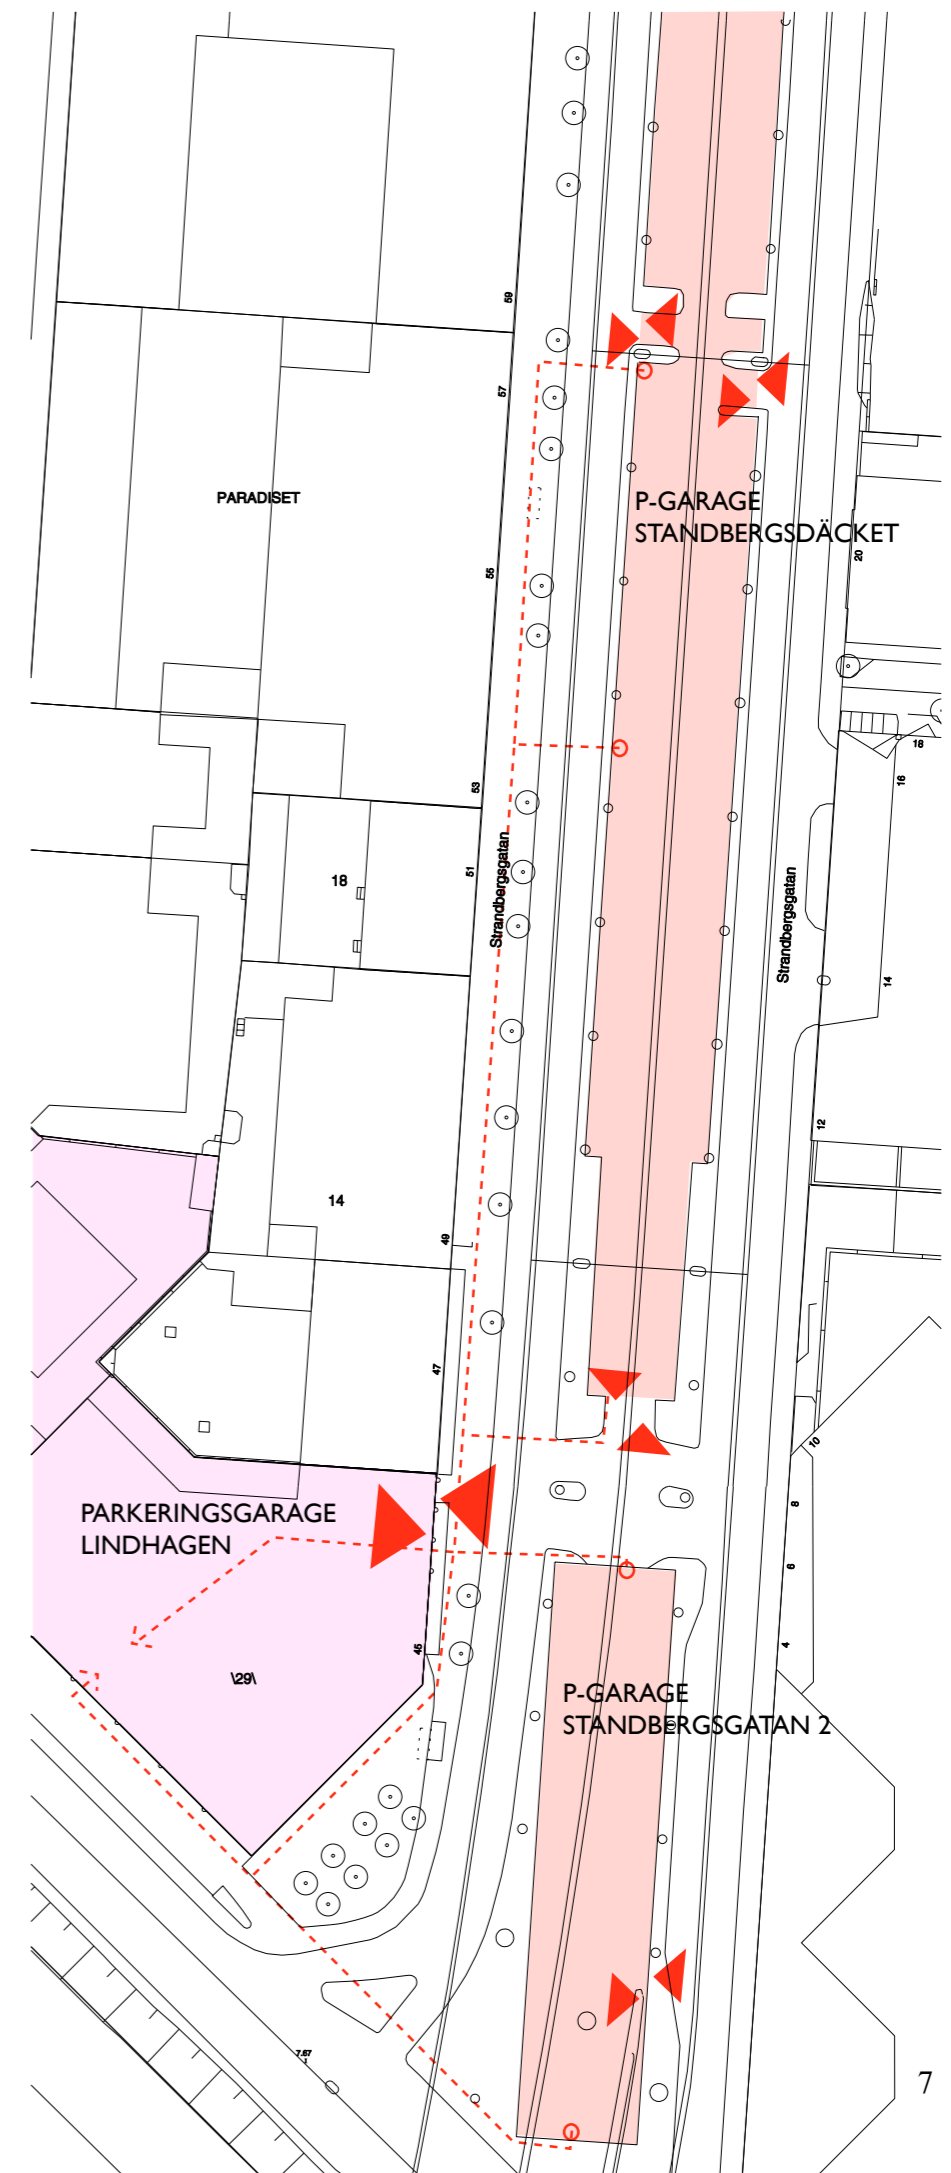 59
57
PARADISET
P-GARAGE
STANDBERGSDÄCKET
55
20
18
16
53
51
18
Strandbergsgatan
Strandbergsgatan
14
12
14
49
47
10
8
PARKERINGSGARAGE
LINDHAGEN
6
4
45
\29\
P-GARAGE
STANDBERGSGATAN 2
7.67
7